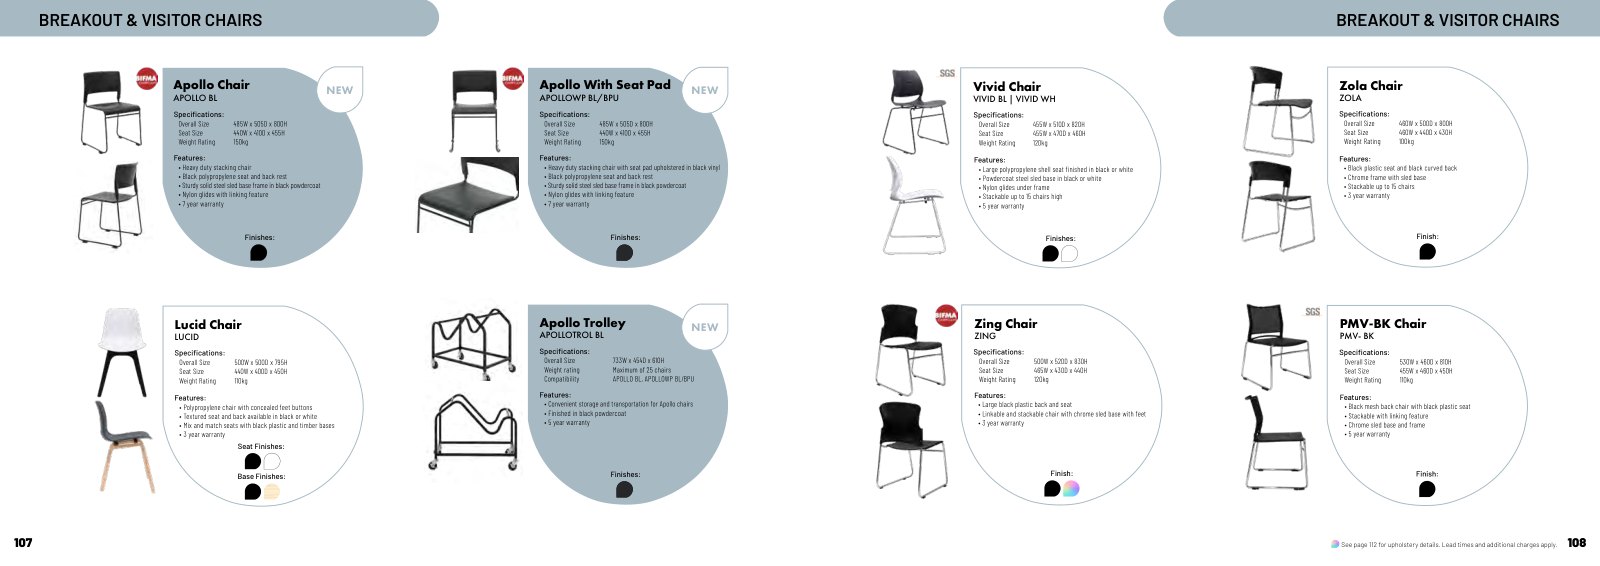 BREAKOUT & VISITOR CHAIRS
BIFMA
Apollo Chair
APOLLO BL
NEW
Specifications:
Overall Size 485W x 505D x 800H
Seat Size 440W x 410D x 455H
Weight Rating 150kg
Features:
• Heavy duty stacking chair
• Black polypropylene seat and back rest
• Sturdy solid steel sled base frame in black powdercoat
• Nylon glides with linking feature
• 7 year warranty
Finishes:
BIFMA
Apollo With Seat Pad
APOLLOWP BL/BPU
NEW
Specifications:
Overall Size 485W x 505D x 800H
Seat Size 440W x 410D x 455H
Weight Rating 150kg
Features:
• Heavy duty stacking chair with seat pad upholstered in black vinyl
• Black polypropylene seat and back rest
• Sturdy solid steel sled base frame in black powdercoat
• Nylon glides with linking feature
• 7 year warranty
Finishes:
Lucid Chair
LUCID
Specifications:
Overall Size 500W x 500D x 795H
Seat Size 440W x 400D x 450H
Weight Rating 110kg
Features:
• Polypropylene chair with concealed feet buttons
• Textured seat and back available in black or white
• Mix and match seats with black plastic and timber bases
• 3 year warranty
Seat Finishes:
Base Finishes:
Apollo Trolley
APOLLOTROL BL
NEW
Specifications:
Overall Size 733W x 454D x 610H
Weight rating Maximum of 25 chairs
Compatibility APOLLO BL, APOLLOWP BL/BPU
Features:
• Convenient storage and transportation for Apollo chairs
• Finished in black powdercoat
• 5 year warranty
Finishes:
107
BREAKOUT & VISITOR CHAIRS
SGS
Vivid Chair
VIVID BL | VIVID WH
Specifications:
Overall Size 455W x 510D x 820H
Seat Size 455W x 470D x 460H
Weight Rating 120kg
Features:
• Large polypropylene shell seat finished in black or white
• Powdercoat steel sled base in black or white
• Nylon glides under frame
• Stackable up to 15 chairs high
• 5 year warranty
Finishes:
Zola Chair
ZOLA
Specifications:
Overall Size 480W x 500D x 800H
Seat Size 460W x 440D x 430H
Weight Rating 100kg
Features:
• Black plastic seat and black curved back
• Chrome frame with sled base
• Stackable up to 15 chairs
• 3 year warranty
Finish:
BIFMA
Zing Chair
ZING
Specifications:
Overall Size 500W x 520D x 830H
Seat Size 465W x 430D x 440H
Weight Rating 120kg
Features:
• Large black plastic back and seat
• Linkable and stackable chair with chrome sled base with feet
• 3 year warranty
Finish:
SGS
PMV-BK Chair
PMV- BK
Specifications:
Overall Size 530W x 460D x 810H
Seat Size 455W x 460D x 450H
Weight Rating 110kg
Features:
• Black mesh back chair with black plastic seat
• Stackable with linking feature
• Chrome sled base and frame
• 5 year warranty
Finish:
See page 112 for upholstery details. Lead times and additional charges apply.
108